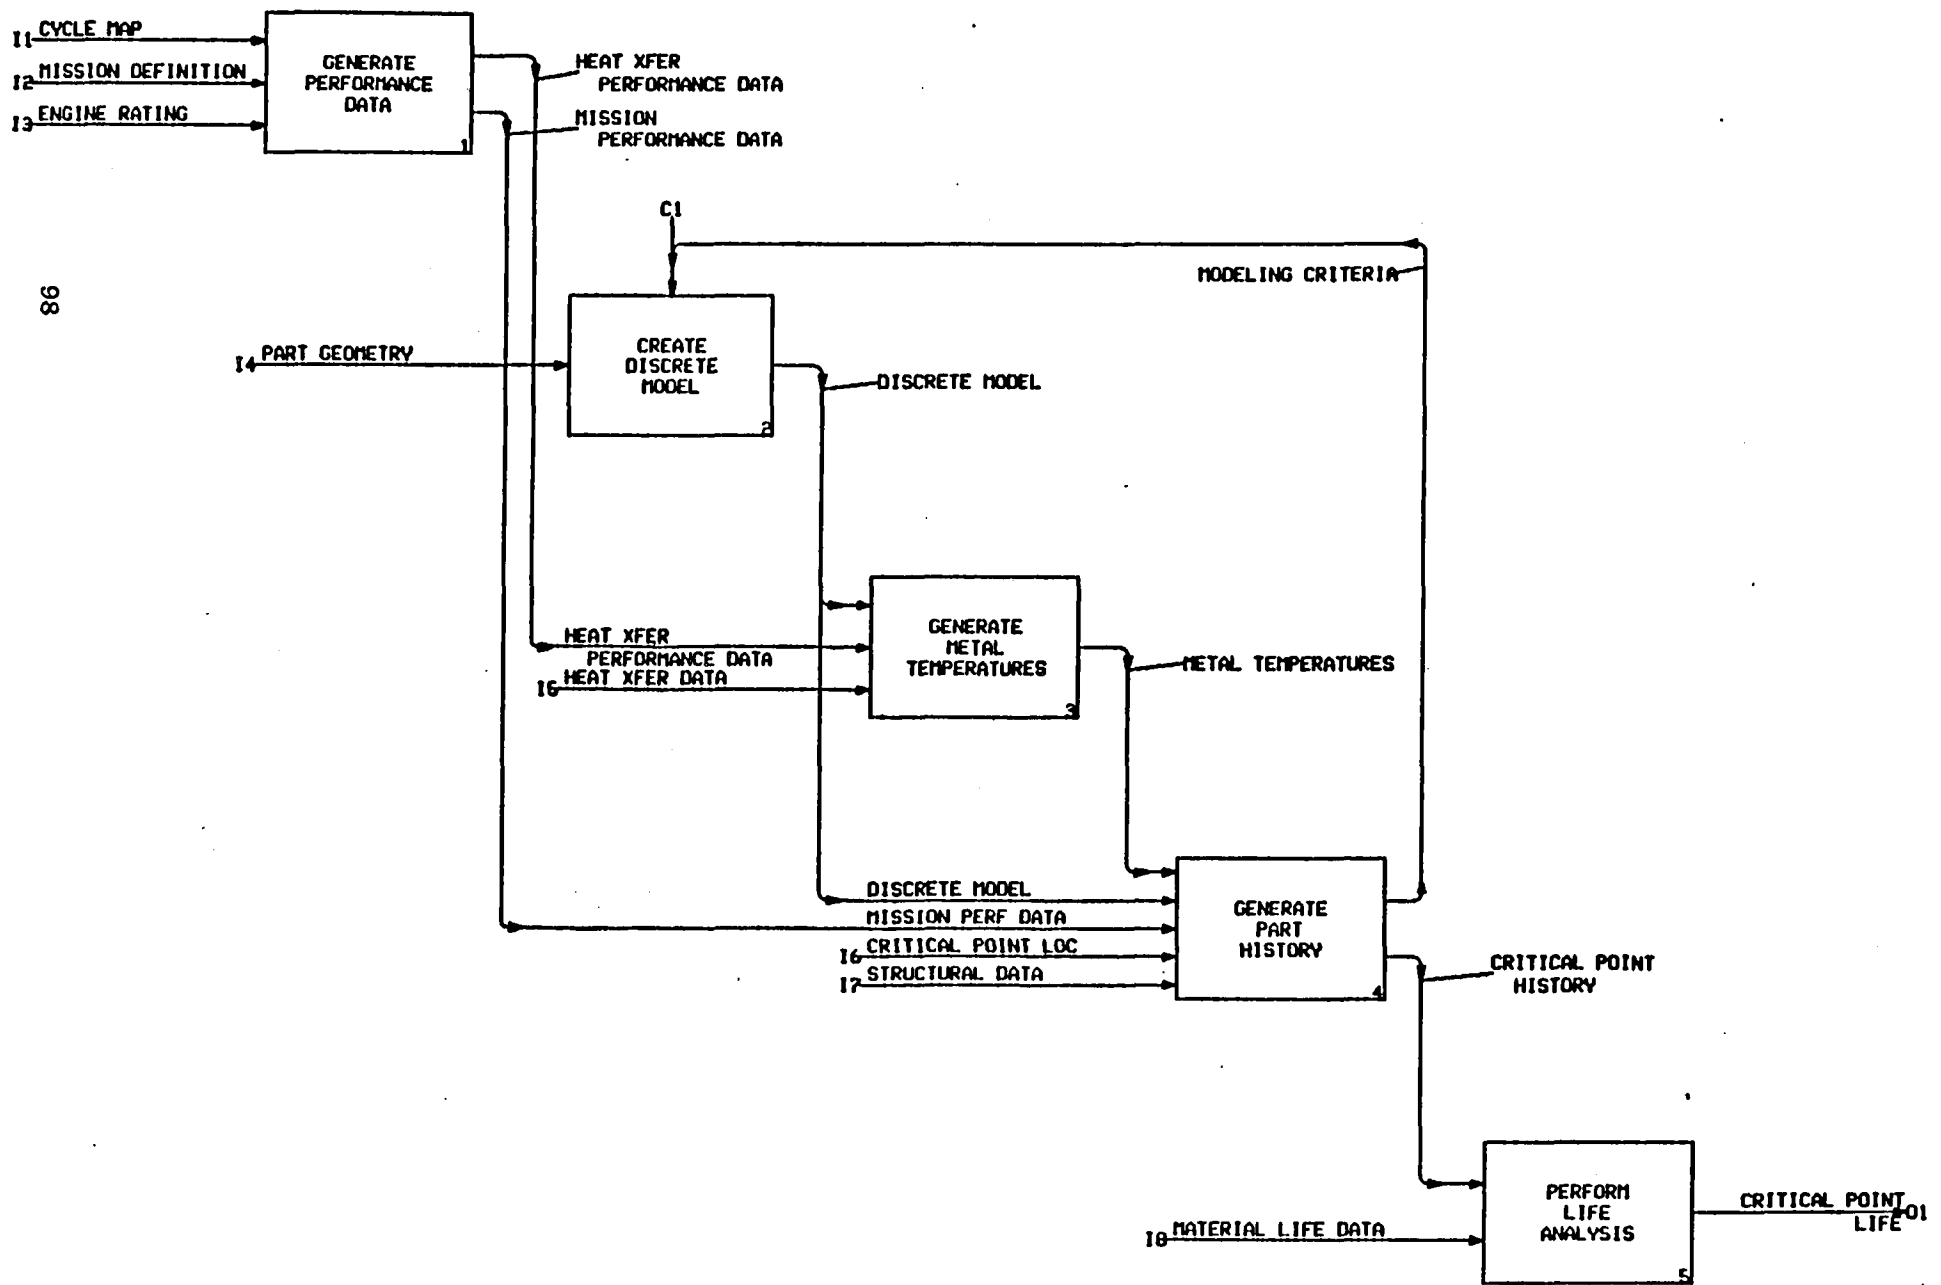 I1 CYCLE MAP
I2 MISSION DEFINITION
I3 ENGINE RATING
GENERATE
PERFORMANCE
DATA
1
HEAT XFER
PERFORMANCE DATA
MISSION
PERFORMANCE DATA
C1
MODELING CRITERIA
98
I4 PART GEOMETRY
CREATE
DISCRETE
MODEL
2
DISCRETE MODEL
GENERATE
METAL
TEMPERATURES
3
HEAT XFER
PERFORMANCE DATA
I5 HEAT XFER DATA
METAL TEMPERATURES
DISCRETE MODEL
MISSION PERF DATA
I6 CRITICAL POINT LOC
I7 STRUCTURAL DATA
GENERATE
PART
HISTORY
4
CRITICAL POINT
HISTORY
PERFORM
LIFE
ANALYSIS
5
I8 MATERIAL LIFE DATA
CRITICAL POINT
LIFE
O1